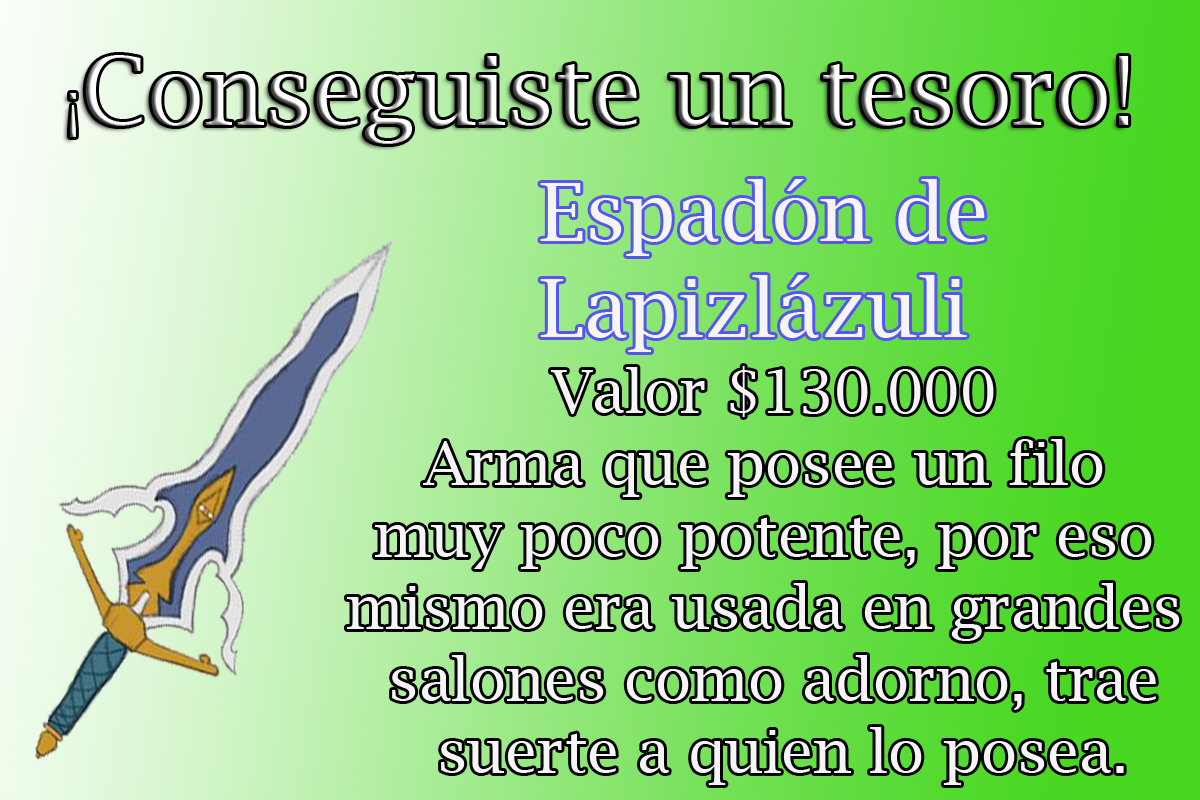 ¡Conseguiste un tesoro!
Espadón de
Lapizlázuli
Valor $130.000
Arma que posee un filo
muy poco potente, por eso
mismo era usada en grandes
salones como adorno, trae
suerte a quien lo posea.